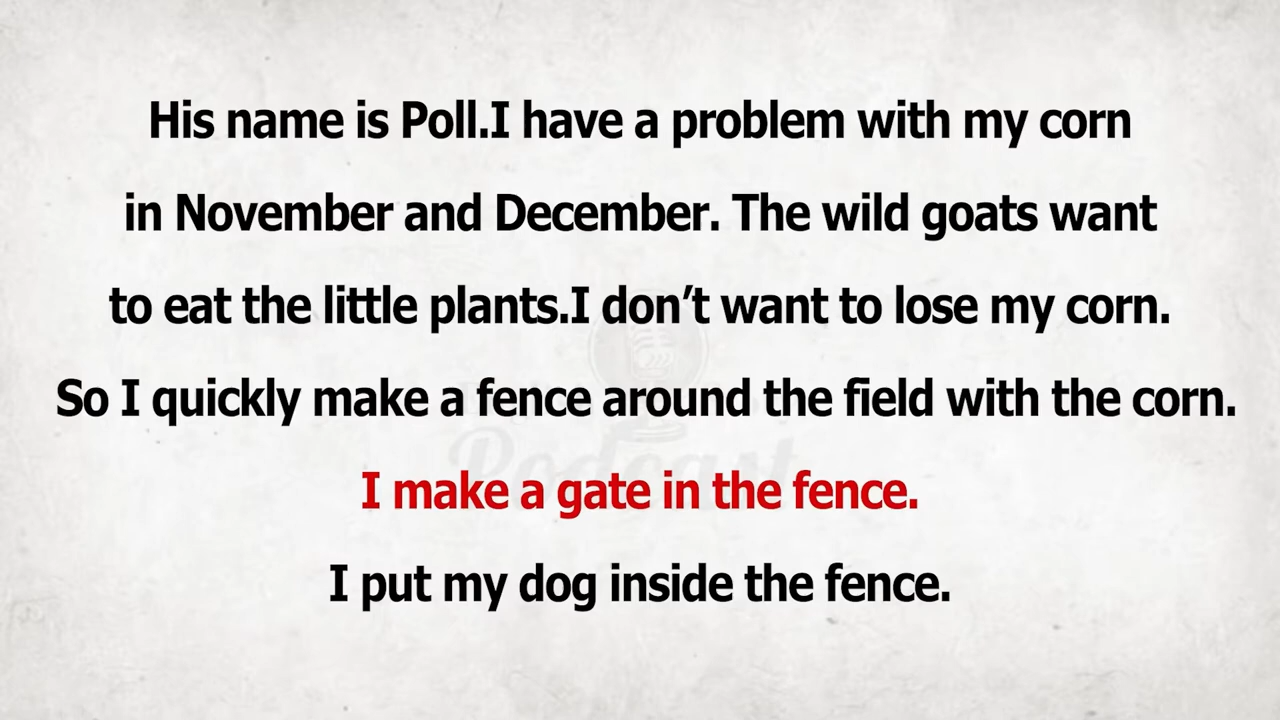 His name is Poll.I have a problem with my corn
in November and December. The wild goats want
to eat the little plants.I don’t want to lose my corn.
So I quickly make a fence around the field with the corn.
I make a gate in the fence.
I put my dog inside the fence.
Podcast